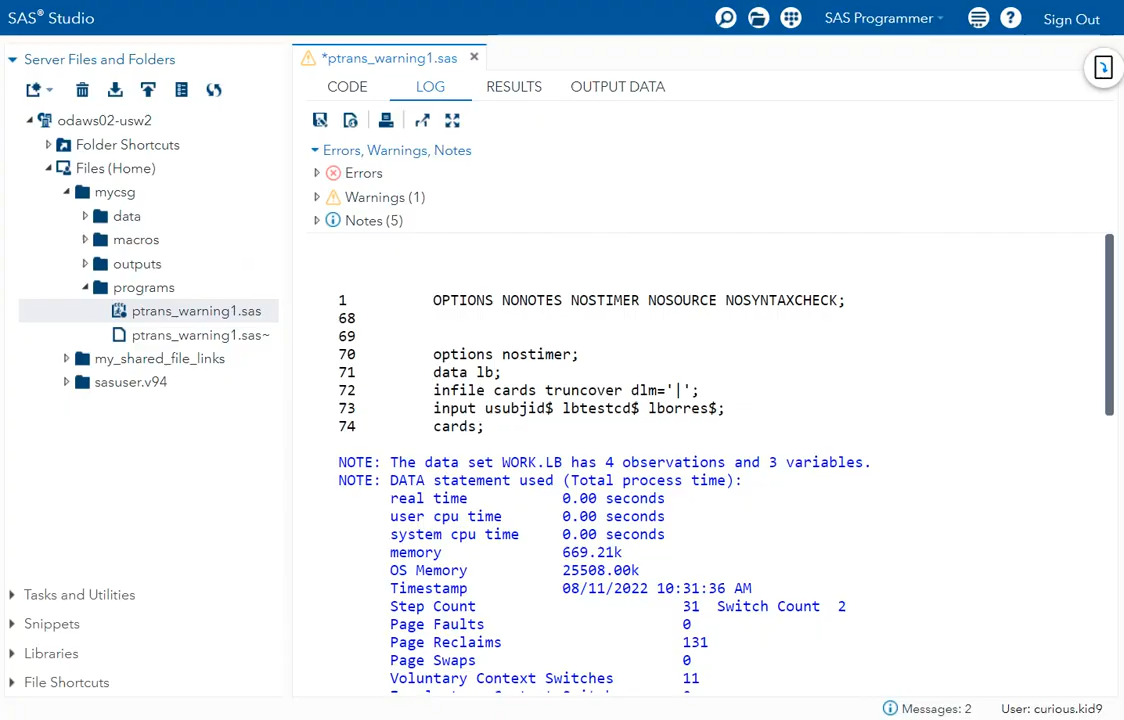 SAS® Studio
SAS Programmer
Sign Out
Server Files and Folders
odaws02-usw2
Folder Shortcuts
Files (Home)
mycsg
data
macros
outputs
programs
ptrans_warning1.sas
ptrans_warning1.sas~
my_shared_file_links
sasuser.v94
Tasks and Utilities
Snippets
Libraries
File Shortcuts
*ptrans_warning1.sas
CODE LOG RESULTS OUTPUT DATA
Errors, Warnings, Notes
Errors
Warnings (1)
Notes (5)
1 OPTIONS NONOTES NOSTIMER NOSOURCE NOSYNTAXCHECK;
68
69
70 options nostimer;
71 data lb;
72 infile cards truncover dlm='|';
73 input usubjid$ lbtestcd$ lborres$;
74 cards;
NOTE: The data set WORK.LB has 4 observations and 3 variables.
NOTE: DATA statement used (Total process time):
real time 0.00 seconds
user cpu time 0.00 seconds
system cpu time 0.00 seconds
memory 669.21k
OS Memory 25508.00k
Timestamp 08/11/2022 10:31:36 AM
Step Count 31 Switch Count 2
Page Faults 0
Page Reclaims 131
Page Swaps 0
Voluntary Context Switches 11
Messages: 2
User: curious.kid9